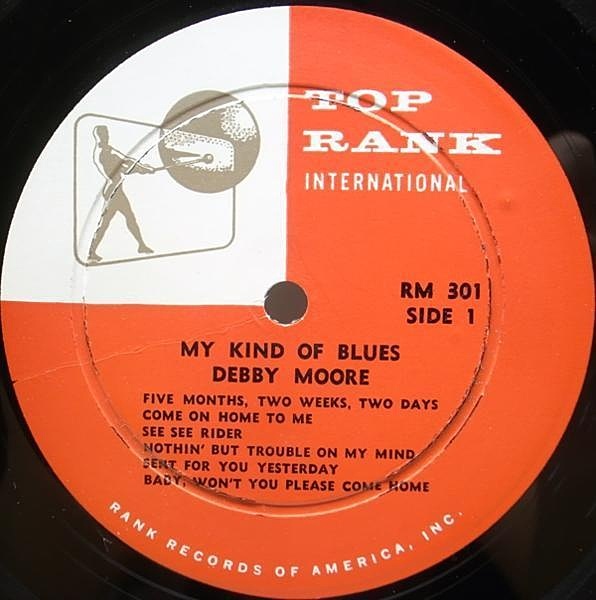 TOP
RANK
INTERNATIONAL
RM 301
SIDE 1
MY KIND OF BLUES
DEBBY MOORE
FIVE MONTHS, TWO WEEKS, TWO DAYS
COME ON HOME TO ME
SEE SEE RIDER
NOTHIN' BUT TROUBLE ON MY MIND
SENT FOR YOU YESTERDAY
BABY, WON'T YOU PLEASE COME HOME
RANK RECORDS OF AMERICA, INC.